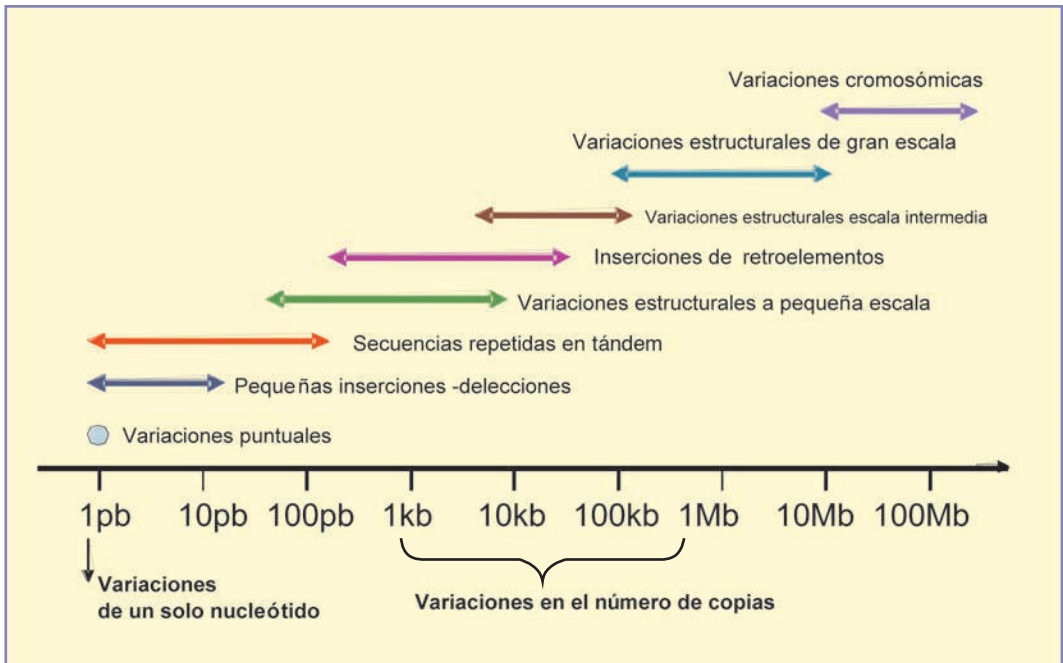 Variaciones cromosómicas
Variaciones estructurales de gran escala
Variaciones estructurales escala intermedia
Inserciones de retroelementos
Variaciones estructurales a pequeña escala
Secuencias repetidas en tándem
Pequeñas inserciones -delecciones
Variaciones puntuales
1pb 10pb 100pb 1kb 10kb 100kb 1Mb 10Mb 100Mb
Variaciones
de un solo nucleótido
Variaciones en el número de copias